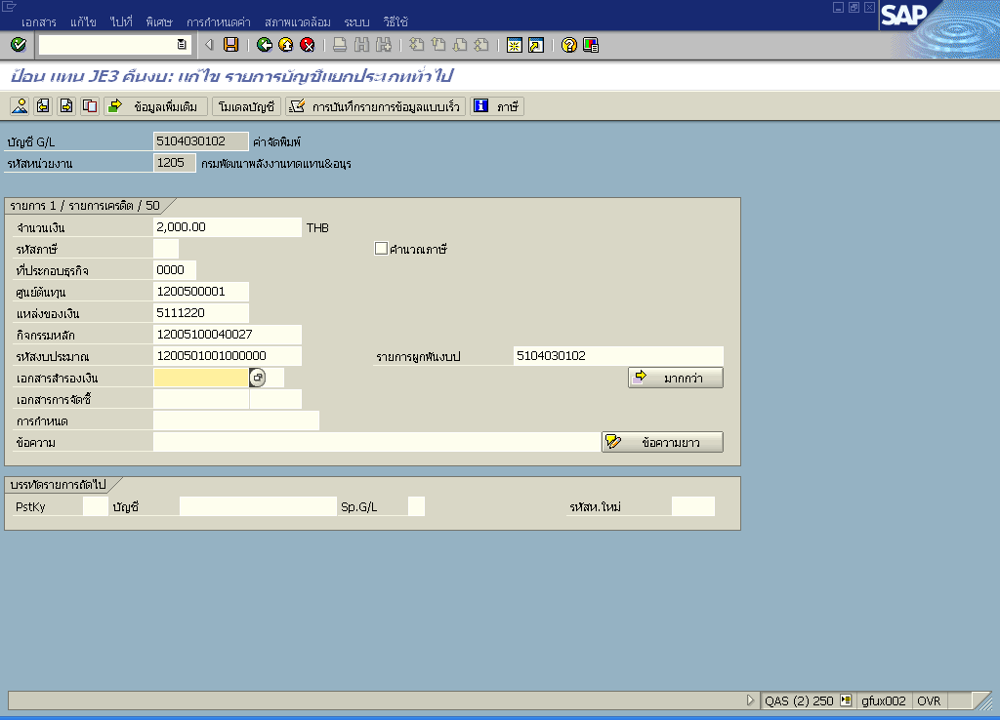 เอกสาร แก้ไข ไปที่ พิเศษ การกำหนดค่า สภาพแวดล้อม ระบบ วิธีใช้
SAP
ป้อน แทน JE3 คืนงบ: แก้ไข รายการบัญชีแยกประเภททั่วไป
ข้อมูลเพิ่มเติม โมเดลบัญชี การบันทึกรายการข้อมูลแบบเร็ว ภาษี
บัญชี G/L 5104030102 ค่าจัดพิมพ์
รหัสหน่วยงาน 1205 กรมพัฒนาพลังงานทดแทน&อนุร
รายการ 1 / รายการเครดิต / 50
จำนวนเงิน 2,000.00 THB
รหัสภาษี คำนวณภาษี
ที่ประกอบธุรกิจ 0000
ศูนย์ต้นทุน 1200500001
แหล่งของเงิน 5111220
กิจกรรมหลัก 12005100040027
รหัสงบประมาณ 1200501001000000 รายการผูกพันงบป 5104030102
เอกสารสำรองเงิน มากกว่า
เอกสารการจัดซื้
การกำหนด
ข้อความ ข้อความยาว
บรรทัดรายการถัดไป
PstKy บัญชี Sp.G/L รหัสห.ใหม่
QAS (2) 250 gfux002 OVR